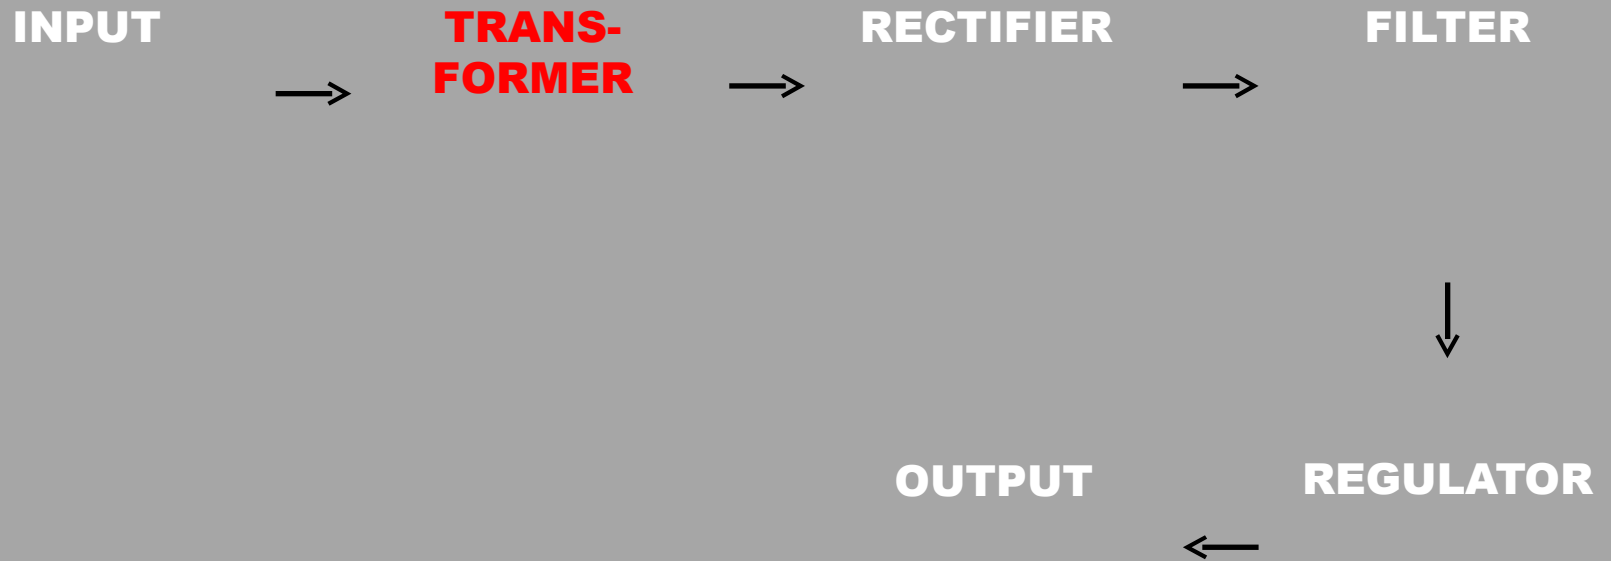 INPUT
TRANS-
FORMER
RECTIFIER
FILTER
REGULATOR
OUTPUT